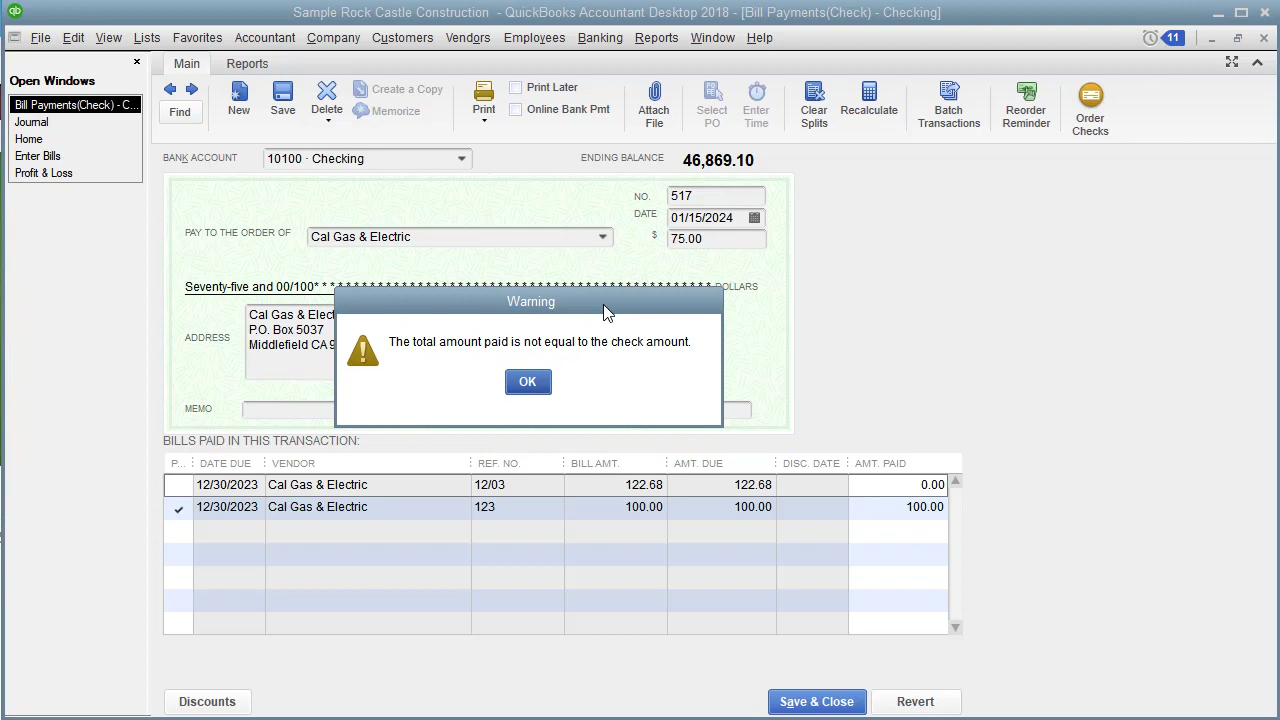 qb
Sample Rock Castle Construction - QuickBooks Accountant Desktop 2018 - [Bill Payments(Check) - Checking]
File Edit View Lists Favorites Accountant Company Customers Vendors Employees Banking Reports Window Help 11
Open Windows
Bill Payments(Check) - C...
Journal
Home
Enter Bills
Profit & Loss
Main Reports
Find
New
Save
Delete
Create a Copy
Memorize
Print
Print Later
Online Bank Pmt
Attach
File
Select
PO
Enter
Time
Clear
Splits
Recalculate
Batch
Transactions
Reorder
Reminder
Order
Checks
BANK ACCOUNT 10100 · Checking ENDING BALANCE 46,869.10
NO. 517
DATE 01/15/2024
PAY TO THE ORDER OF Cal Gas & Electric $ 75.00
Seventy-five and 00/100* * * * * * * * * * * * * * * * * * * * * * * * * * * * * * * * * * * * * * * * * * * * * DOLLARS
Warning
The total amount paid is not equal to the check amount.
OK
ADDRESS
Cal Gas & Elect
P.O. Box 5037
Middlefield CA 9
MEMO
BILLS PAID IN THIS TRANSACTION:
P... DATE DUE VENDOR REF. NO. BILL AMT. AMT. DUE DISC. DATE AMT. PAID
12/30/2023 Cal Gas & Electric 12/03 122.68 122.68 0.00
12/30/2023 Cal Gas & Electric 123 100.00 100.00 100.00
Discounts Save & Close Revert